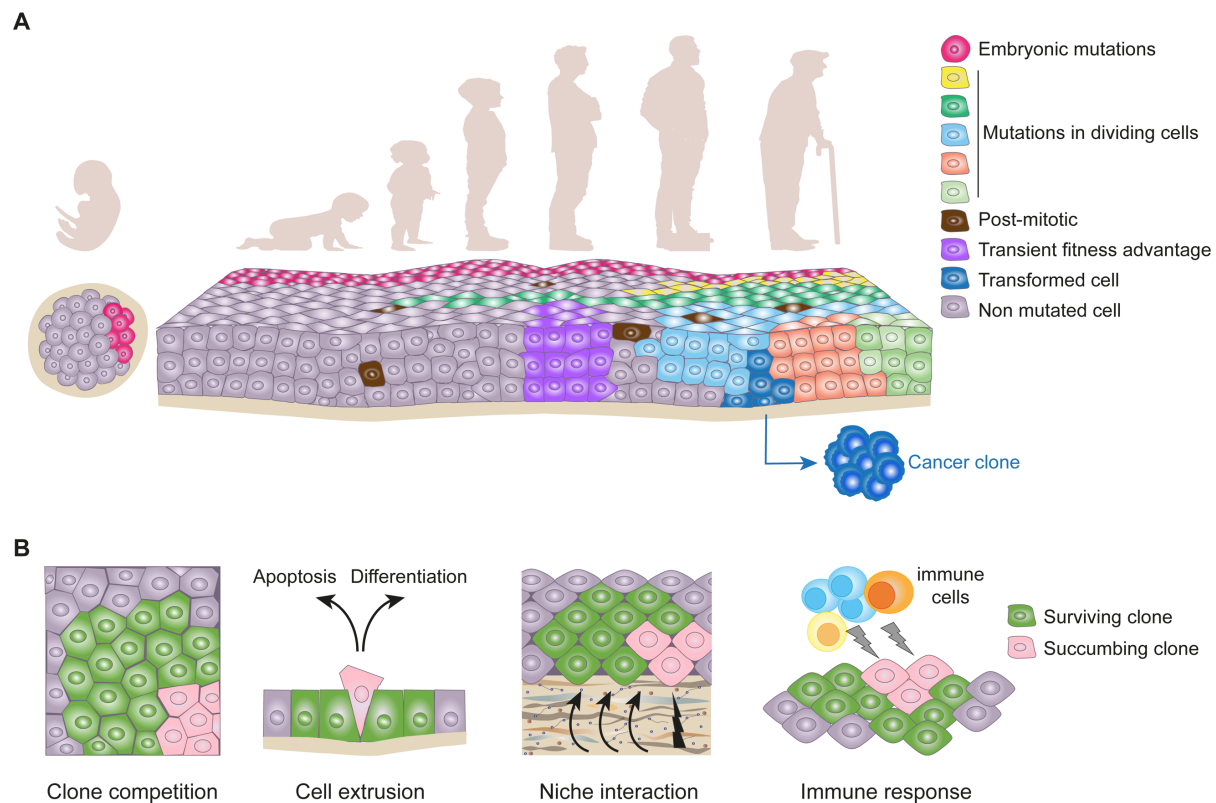 A
Embryonic mutations
Mutations in dividing cells
Post-mitotic
Transient fitness advantage
Transformed cell
Non mutated cell
Cancer clone
B
Apoptosis Differentiation
immune
cells
Surviving clone
Succumbing clone
Clone competition
Cell extrusion
Niche interaction
Immune response